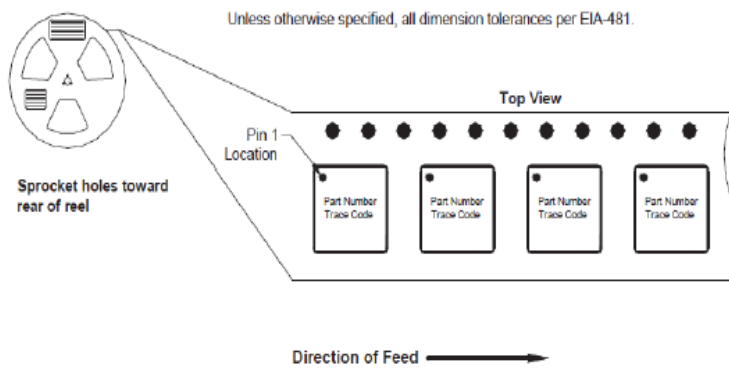 Unless otherwise specified, all dimension tolerances per EIA-481.
Top View
Pin 1
Location
Sprocket holes toward
rear of reel
Part Number
Trace Code
Part Number
Trace Code
Part Number
Trace Code
Part Number
Trace Code
Direction of Feed